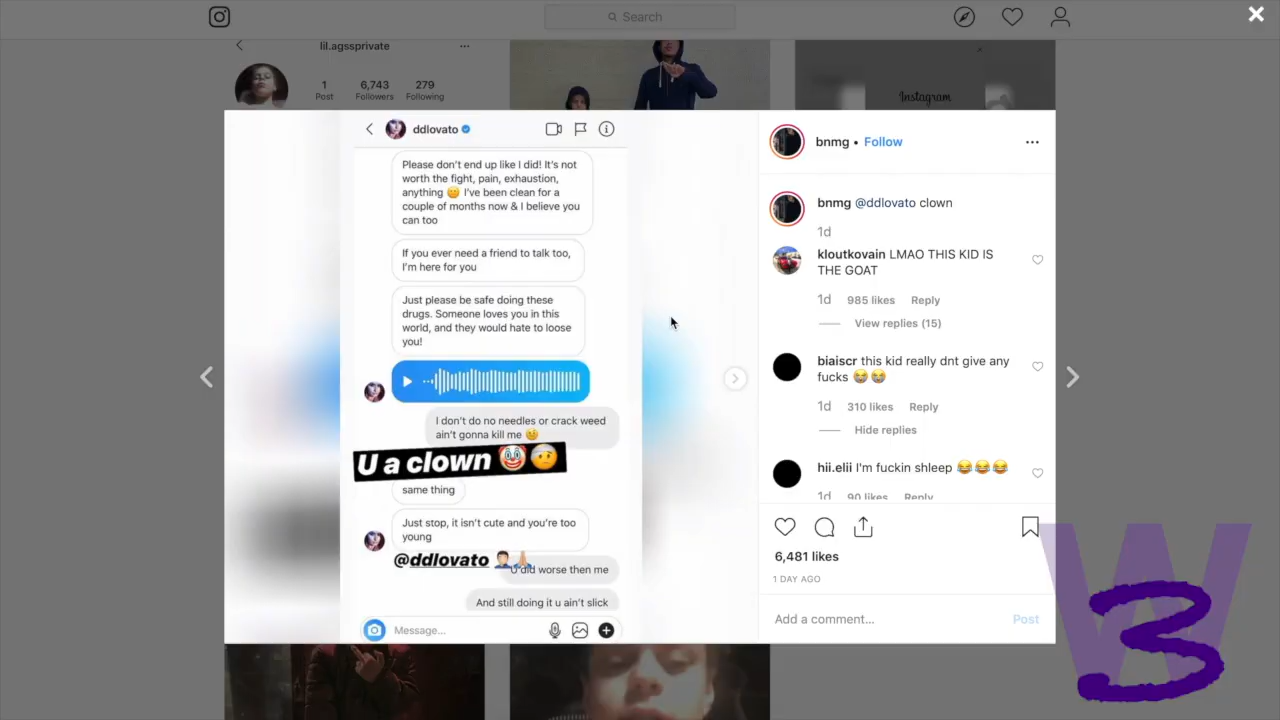 Search
lil.agssprivate
1
6,743
279
Post
Followers
Following
Instagram
ddlovato
Please don't end up like I did! It's not
worth the fight, pain, exhaustion,
anything 😊 I've been clean for a
couple of months now & I believe you
can too
If you ever need a friend to talk too,
I'm here for you
Just please be safe doing these
drugs. Someone loves you in this
world, and they would hate to loose
you!
I don't do no needles or crack weed
ain't gonna kill me 😊
U a clown 🤡🤕
same thing
Just stop, it isn't cute and you're too
young
@ddlovato 🤦🏻‍♂️🙏🏼
U did worse then me
And still doing it u ain't slick
Message...
bnmg • Follow
bnmg @ddlovato clown
1d
kloutkovain LMAO THIS KID IS
THE GOAT
1d 985 likes Reply
View replies (15)
biaiscr this kid really dnt give any
fucks 😂😂
1d 310 likes Reply
Hide replies
hii.elii I'm fuckin shleep 😂😂😂
1d 90 likes Reply
6,481 likes
1 DAY AGO
Add a comment...
Post
W
3